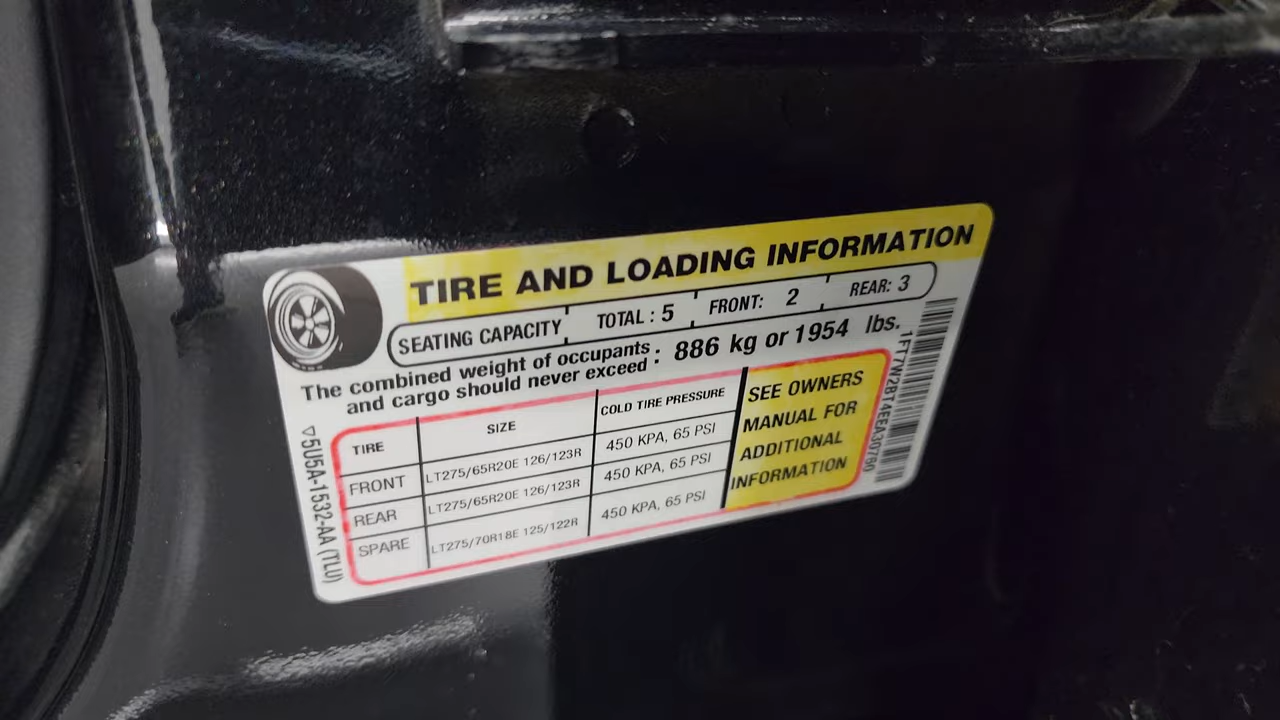 TIRE AND LOADING INFORMATION
SEATING CAPACITY TOTAL : 5 FRONT: 2 REAR: 3
The combined weight of occupants
and cargo should never exceed : 886 kg or 1954 lbs.
TIRE SIZE COLD TIRE PRESSURE
FRONT LT275/65R20E 126/123R 450 KPA, 65 PSI
REAR LT275/65R20E 126/123R 450 KPA, 65 PSI
SPARE LT275/70R18E 125/122R 450 KPA, 65 PSI
SEE OWNERS
MANUAL FOR
ADDITIONAL
INFORMATION
▽5U5A-1532-AA (TLU)
1FT7W2BT4EEA30780